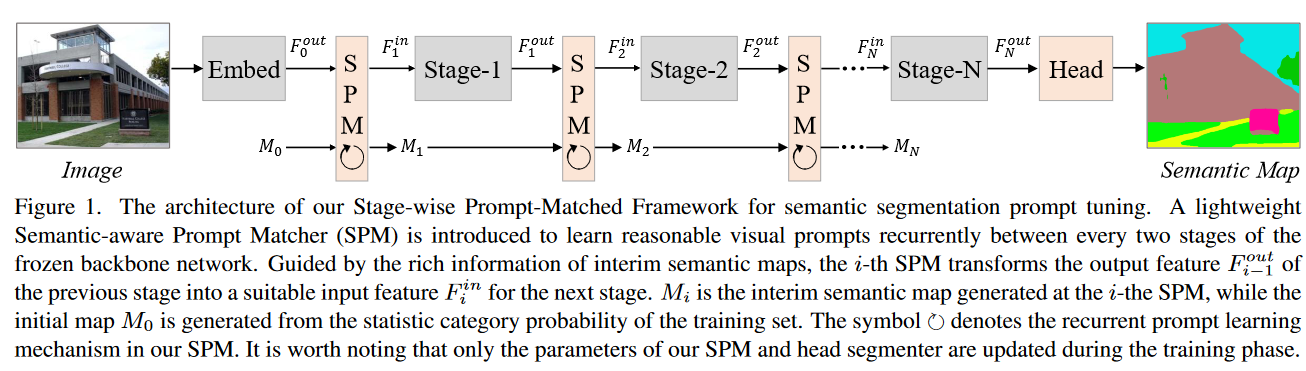 F_0^{out} F_1^{in} F_1^{out} F_2^{in} F_2^{out} F_N^{in} F_N^{out}
Embed S P M Stage-1 S P M Stage-2 S P M ••• Stage-N Head
M_0 M_1 M_2 ••• M_N
Image Semantic Map
Figure 1. The architecture of our Stage-wise Prompt-Matched Framework for semantic segmentation prompt tuning. A lightweight
Semantic-aware Prompt Matcher (SPM) is introduced to learn reasonable visual prompts recurrently between every two stages of the
frozen backbone network. Guided by the rich information of interim semantic maps, the i-th SPM transforms the output feature F_{i-1}^{out} of
the previous stage into a suitable input feature F_i^{in} for the next stage. M_i is the interim semantic map generated at the i-the SPM, while the
initial map M_0 is generated from the statistic category probability of the training set. The symbol ↻ denotes the recurrent prompt learning
mechanism in our SPM. It is worth noting that only the parameters of our SPM and head segmenter are updated during the training phase.